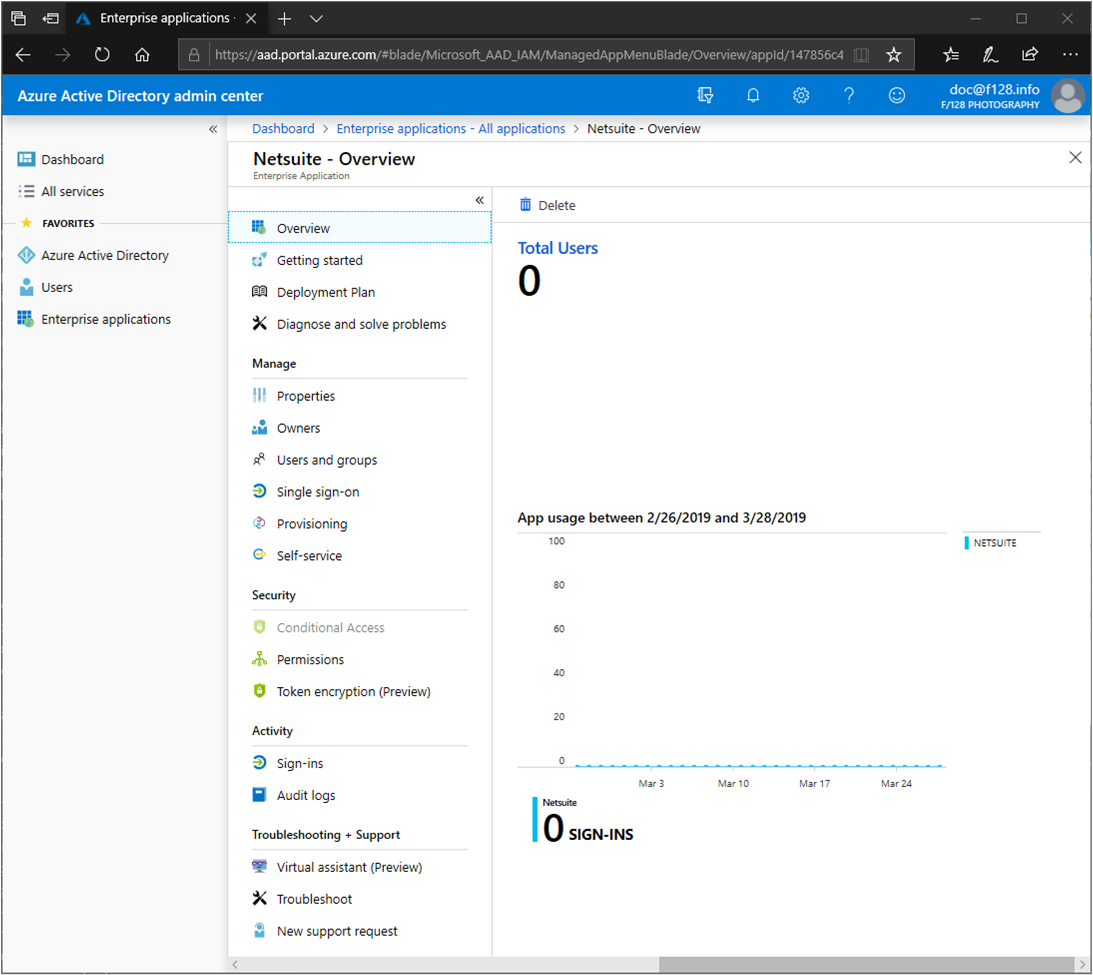 Enterprise applications -
https://aad.portal.azure.com/#blade/Microsoft_AAD_IAM/ManagedAppMenuBlade/Overview/appId/147856c4
Azure Active Directory admin center
doc@f128.info
F/128 PHOTOGRAPHY
Dashboard > Enterprise applications - All applications > Netsuite - Overview
Dashboard
All services
FAVORITES
Azure Active Directory
Users
Enterprise applications
Netsuite - Overview
Enterprise Application
Overview
Getting started
Deployment Plan
Diagnose and solve problems
Manage
Properties
Owners
Users and groups
Single sign-on
Provisioning
Self-service
Security
Conditional Access
Permissions
Token encryption (Preview)
Activity
Sign-ins
Audit logs
Troubleshooting + Support
Virtual assistant (Preview)
Troubleshoot
New support request
Delete
Total Users
0
App usage between 2/26/2019 and 3/28/2019
100
80
60
40
20
0
Mar 3 Mar 10 Mar 17 Mar 24
NETSUITE
Netsuite
0 SIGN-INS